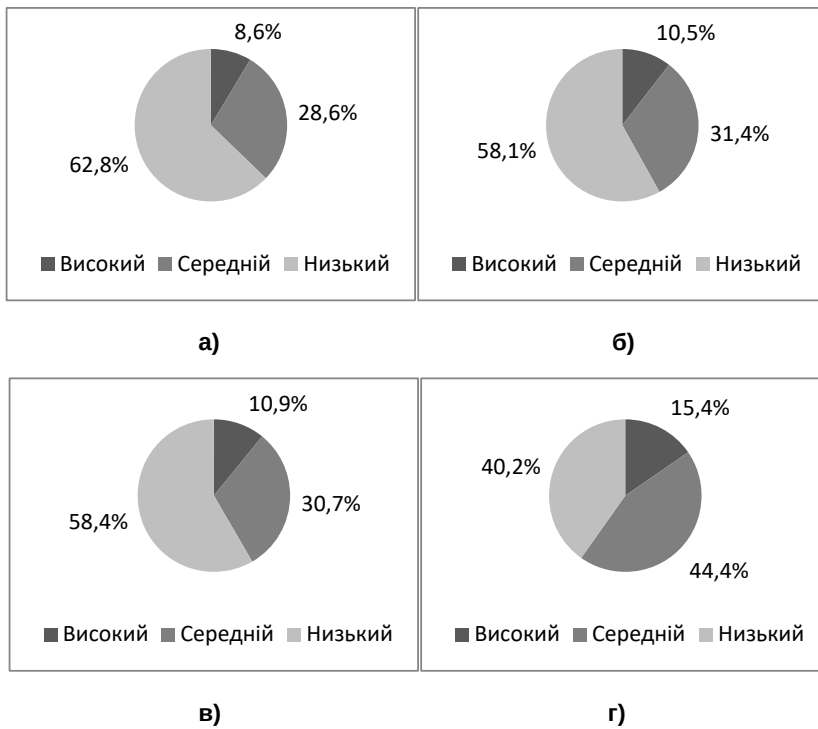 8,6%
28,6%
62,8%
Високий Середній Низький
а)
10,5%
31,4%
58,1%
Високий Середній Низький
б)
10,9%
30,7%
58,4%
Високий Середній Низький
в)
15,4%
40,2%
44,4%
Високий Середній Низький
г)